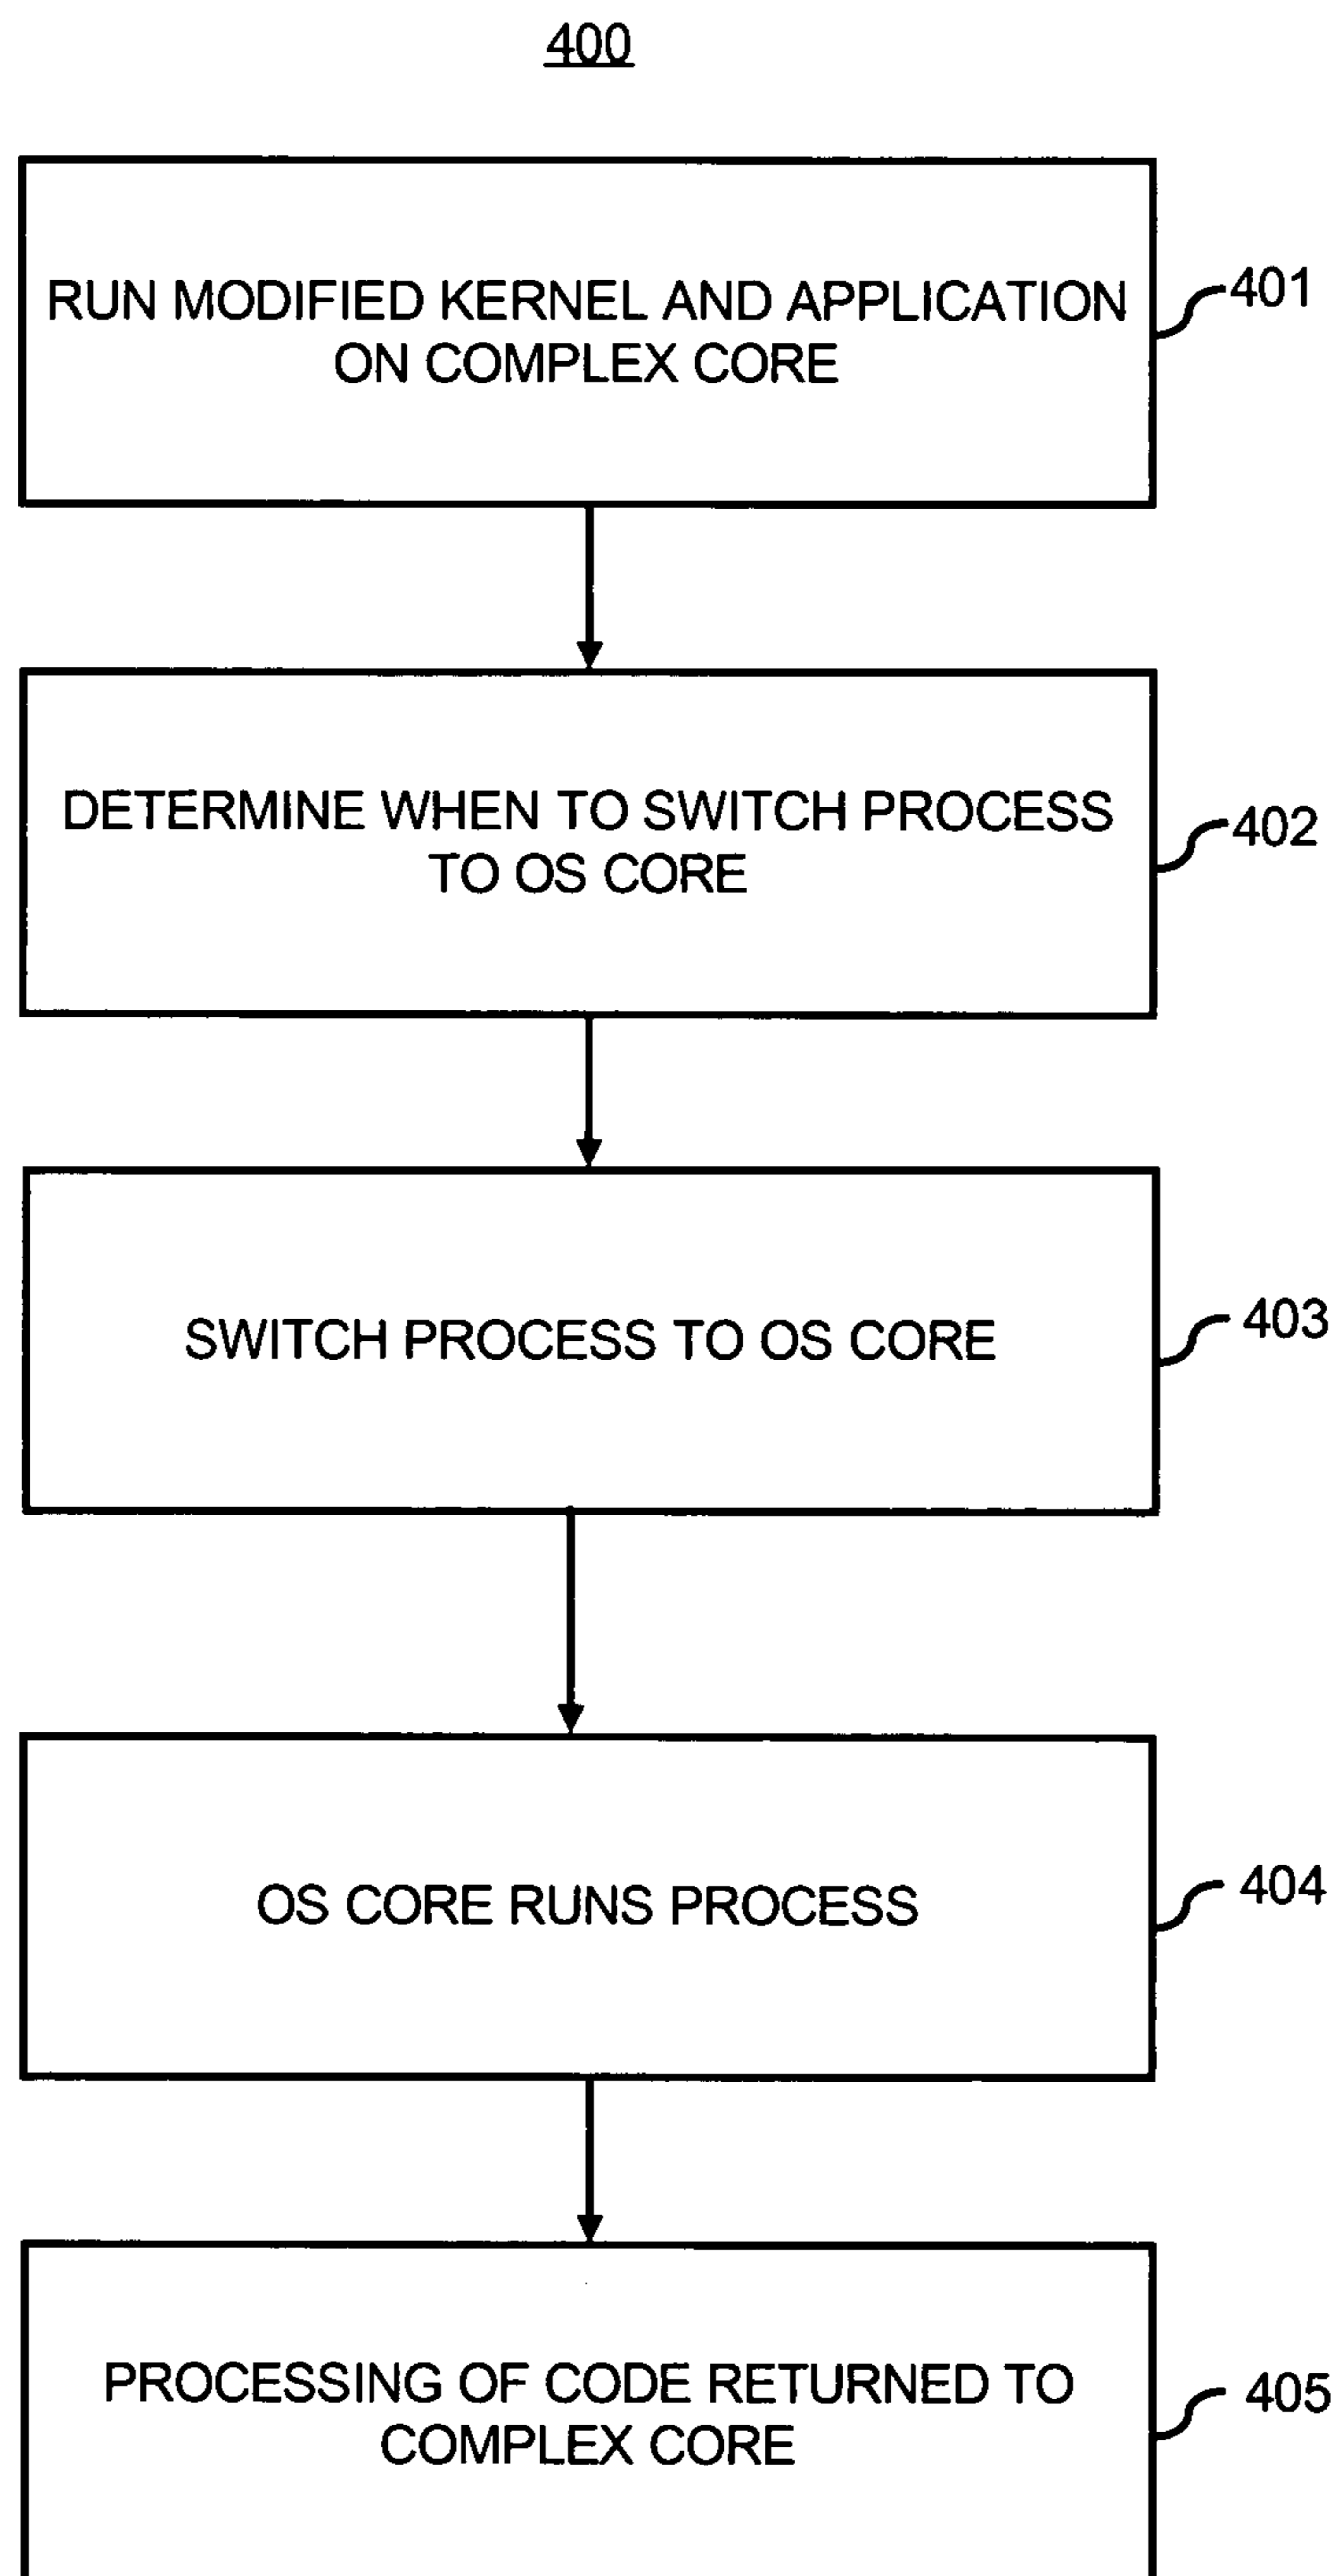 400
RUN MODIFIED KERNEL AND APPLICATION
ON COMPLEX CORE
401
DETERMINE WHEN TO SWITCH PROCESS
TO OS CORE
402
SWITCH PROCESS TO OS CORE
403
OS CORE RUNS PROCESS
404
PROCESSING OF CODE RETURNED TO
COMPLEX CORE
405